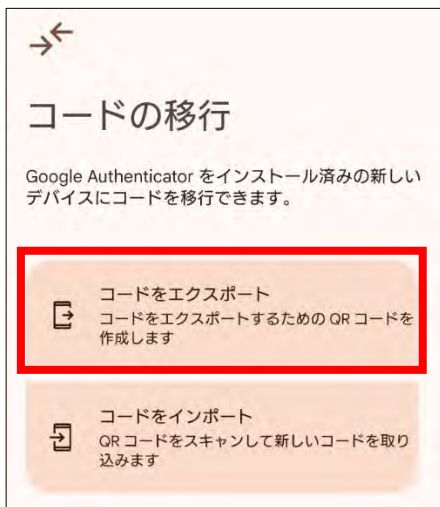 コードの移行
Google Authenticator をインストール済みの新しい
デバイスにコードを移行できます。
コードをエクスポート
コードをエクスポートするための QR コードを
作成します
コードをインポート
QR コードをスキャンして新しいコードを取り
込みます